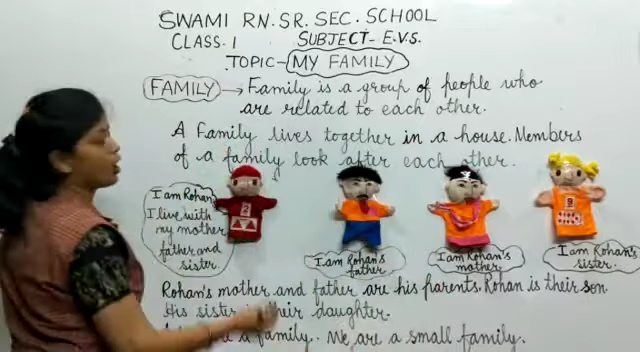 SWAMI RN. SR. SEC. SCHOOL
CLASS-1 SUBJECT- E.V.S.
TOPIC- MY FAMILY
FAMILY → Family is a group of people who
are related to each other.
A Family lives together in a house. Members
of a family look after each other.
I am Rohan
I live with
my mother
father and
sister
I am Rohan's
father.
I am Rohan's
mother.
I am Rohan's
sister.
Rohan's mother and father are his parents. Rohan is their son.
His sister is their daughter.
a family. We are a small family.